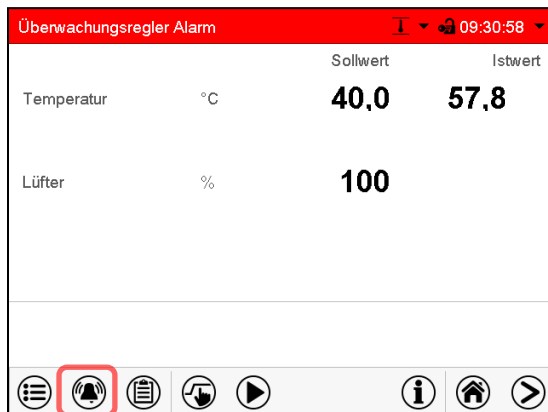 Überwachungsregler Alarm 09:30:58
Sollwert Istwert
Temperatur °C 40,0 57,8
Lüfter % 100